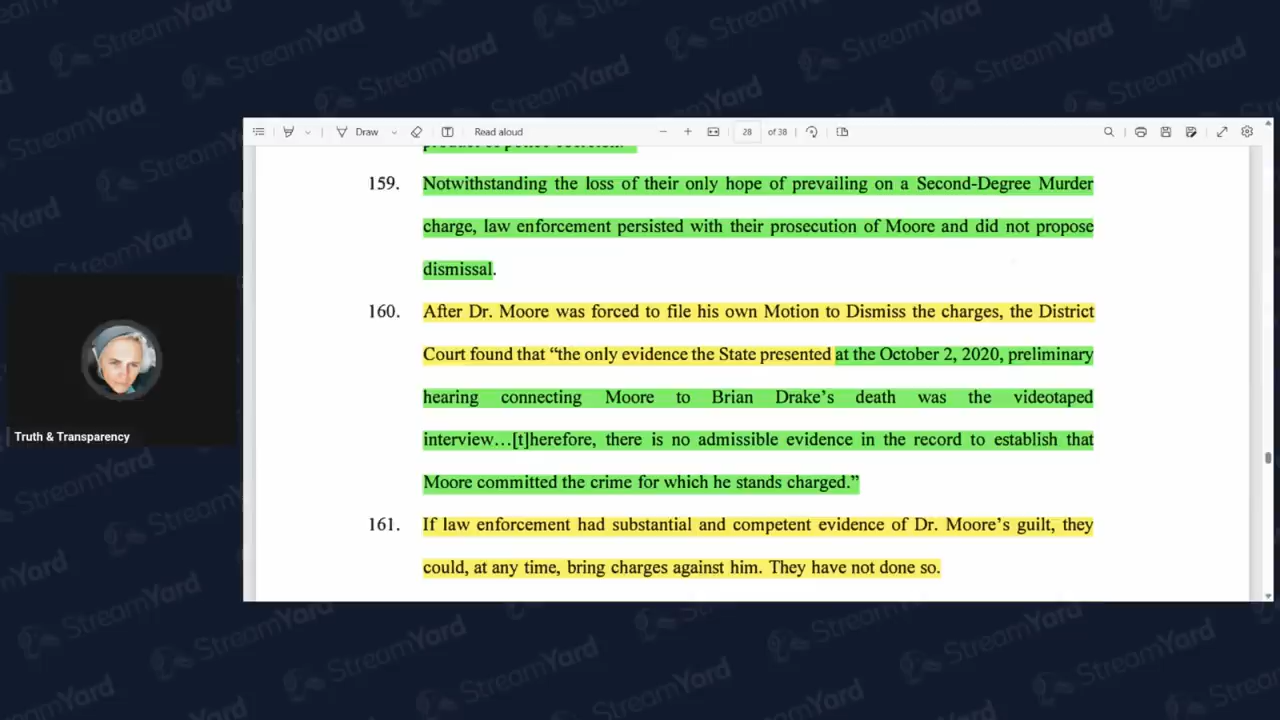 Draw
Read aloud
28 of 38
159. Notwithstanding the loss of their only hope of prevailing on a Second-Degree Murder
charge, law enforcement persisted with their prosecution of Moore and did not propose
dismissal.
160. After Dr. Moore was forced to file his own Motion to Dismiss the charges, the District
Court found that “the only evidence the State presented at the October 2, 2020, preliminary
hearing connecting Moore to Brian Drake’s death was the videotaped
interview…[t]herefore, there is no admissible evidence in the record to establish that
Moore committed the crime for which he stands charged.”
161. If law enforcement had substantial and competent evidence of Dr. Moore’s guilt, they
could, at any time, bring charges against him. They have not done so.
Truth & Transparency
StreamYard